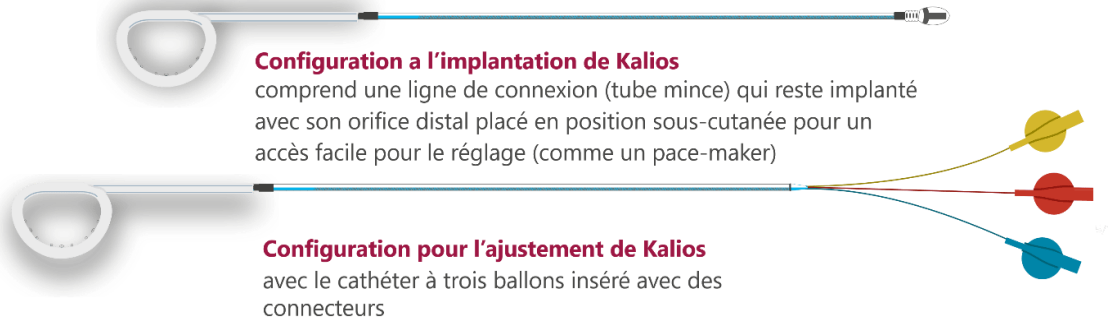 Configuration a l'implantation de Kalios
comprend une ligne de connexion (tube mince) qui reste implanté
avec son orifice distal placé en position sous-cutanée pour un
accès facile pour le réglage (comme un pace-maker)
Configuration pour l'ajustement de Kalios
avec le cathéter à trois ballons inséré avec des
connecteurs